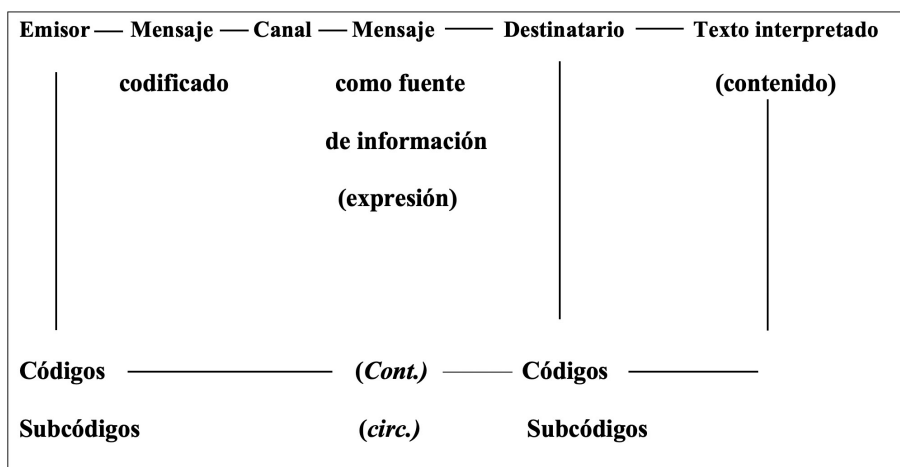 Emisor Mensaje Canal Mensaje Destinatario Texto interpretado
codificado como fuente (contenido)
de información
(expresión)
Códigos (Cont.) Códigos
Subcódigos (circ.) Subcódigos